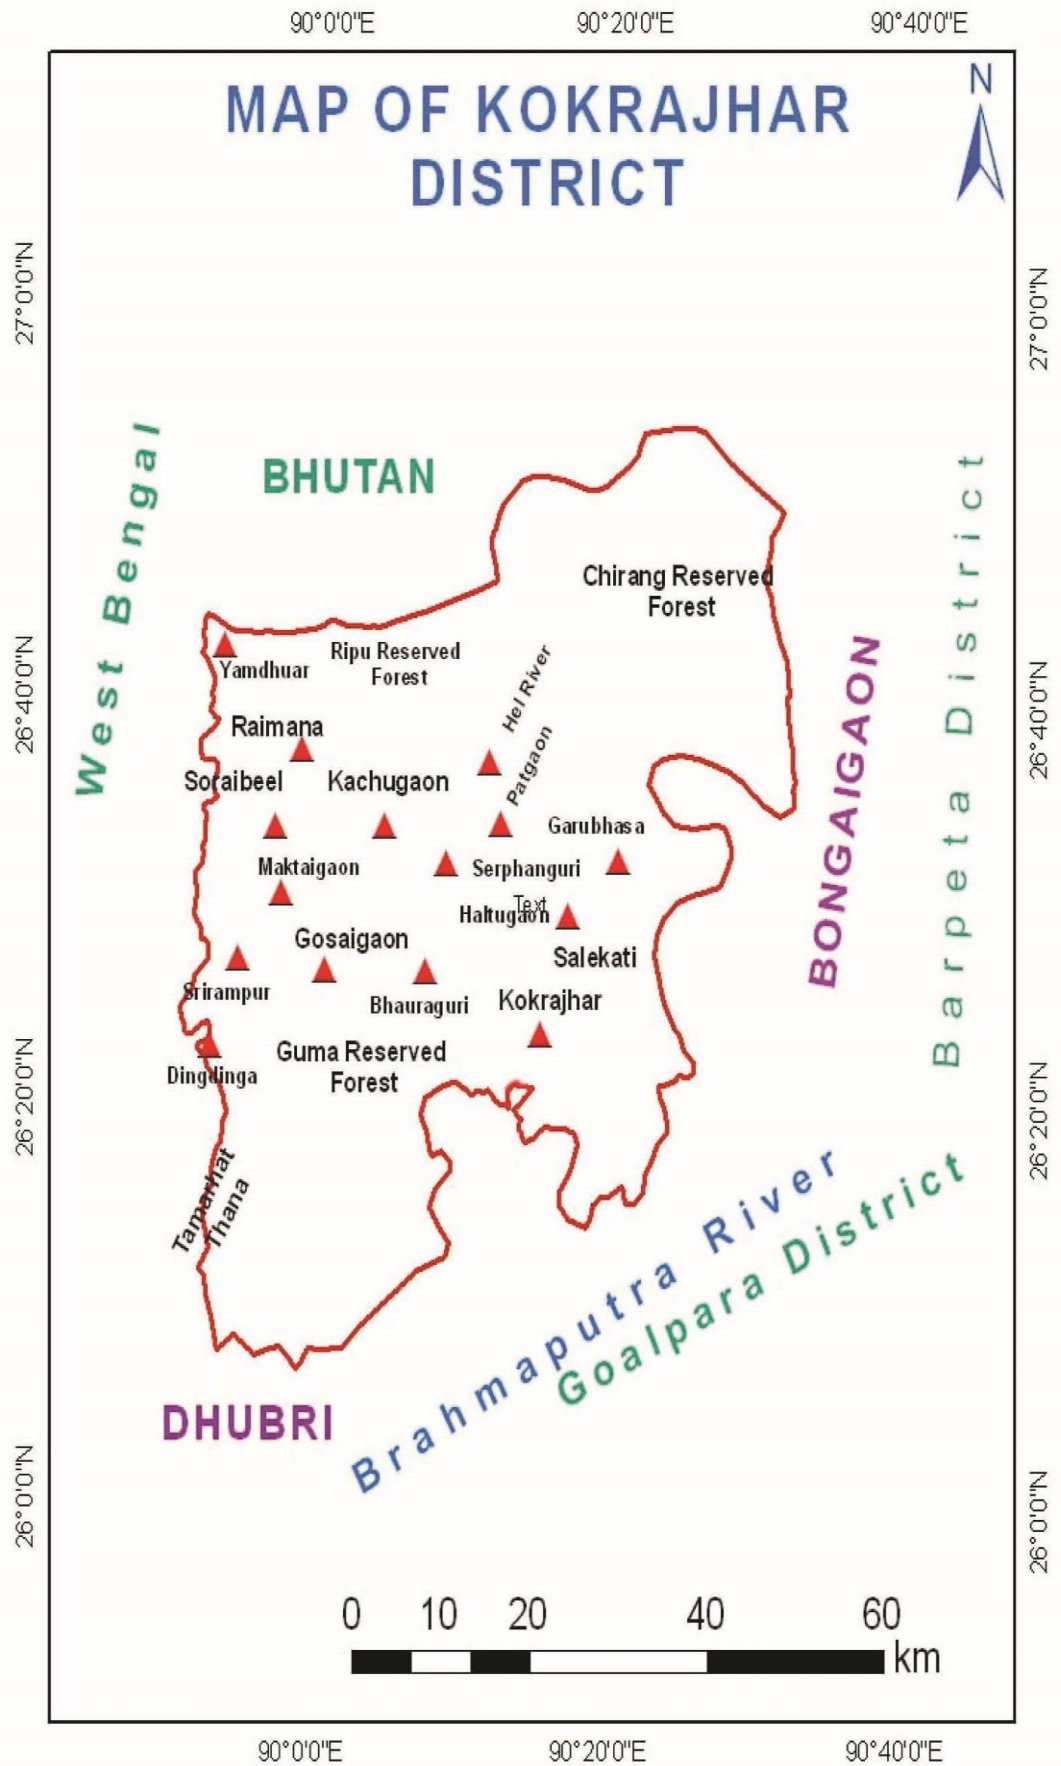 90°0'0"E 90°20'0"E 90°40'0"E
N
MAP OF KOKRAJHAR
DISTRICT
27°0'0"N
27°0'0"N
West Bengal
BHUTAN
Barpeta District
Chirang Reserved
Forest
26°40'0"N
26°40'0"N
Yamdhuar
Ripu Reserved
Forest
Hel River
BONGAIGAON
Raimana
Patgaon
Soraibeel
Kachugaon
Garubhasa
Maktaigaon
Serphanguri
Text
Haltugaon
Gosaigaon
Salekati
Srirampur
Bhauraguri
Kokrajhar
26°20'0"N
26°20'0"N
Dingdinga
Guma Reserved
Forest
Tamarhat
Thana
Brahmaputra River
Goalpara District
DHUBRI
26°0'0"N
26°0'0"N
0 10 20 40 60
km
90°0'0"E 90°20'0"E 90°40'0"E